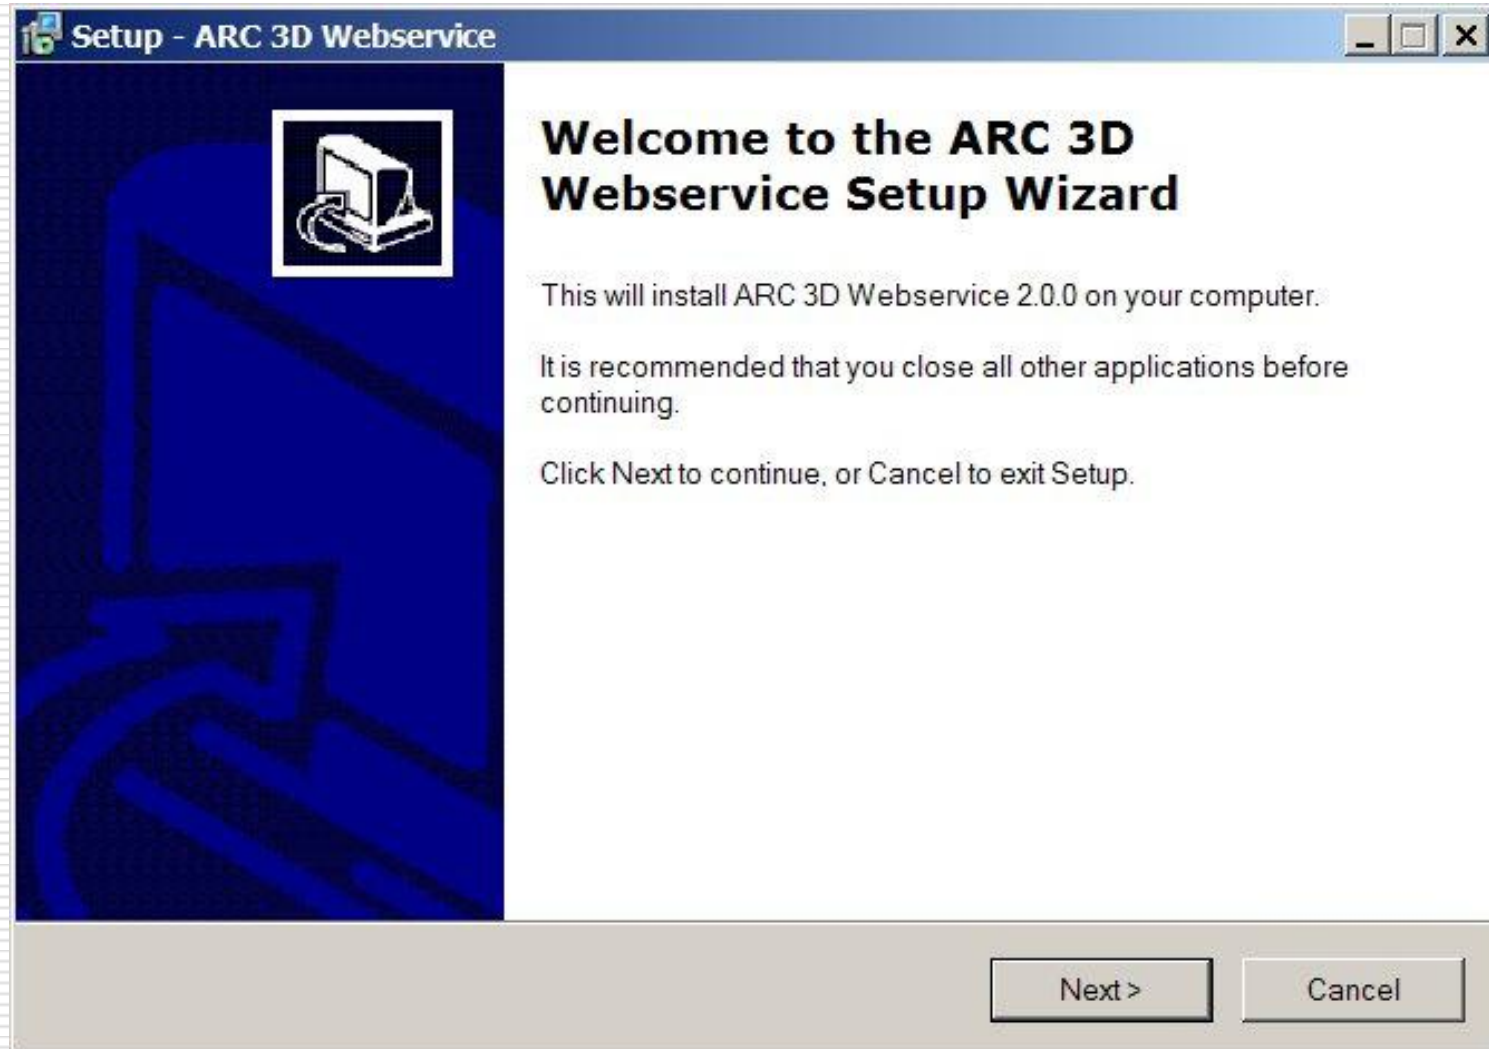 Setup - ARC 3D Webservice
Welcome to the ARC 3D
Webservice Setup Wizard
This will install ARC 3D Webservice 2.0.0 on your computer.
It is recommended that you close all other applications before
continuing.
Click Next to continue, or Cancel to exit Setup.
Next >
Cancel